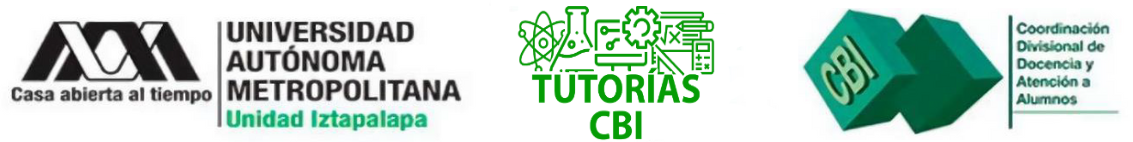 Casa abierta al tiempo
UNIVERSIDAD
AUTÓNOMA
METROPOLITANA
Unidad Iztapalapa
TUTORÍAS
CBI
CBI
Coordinación
Divisional de
Docencia y
Atención a
Alumnos